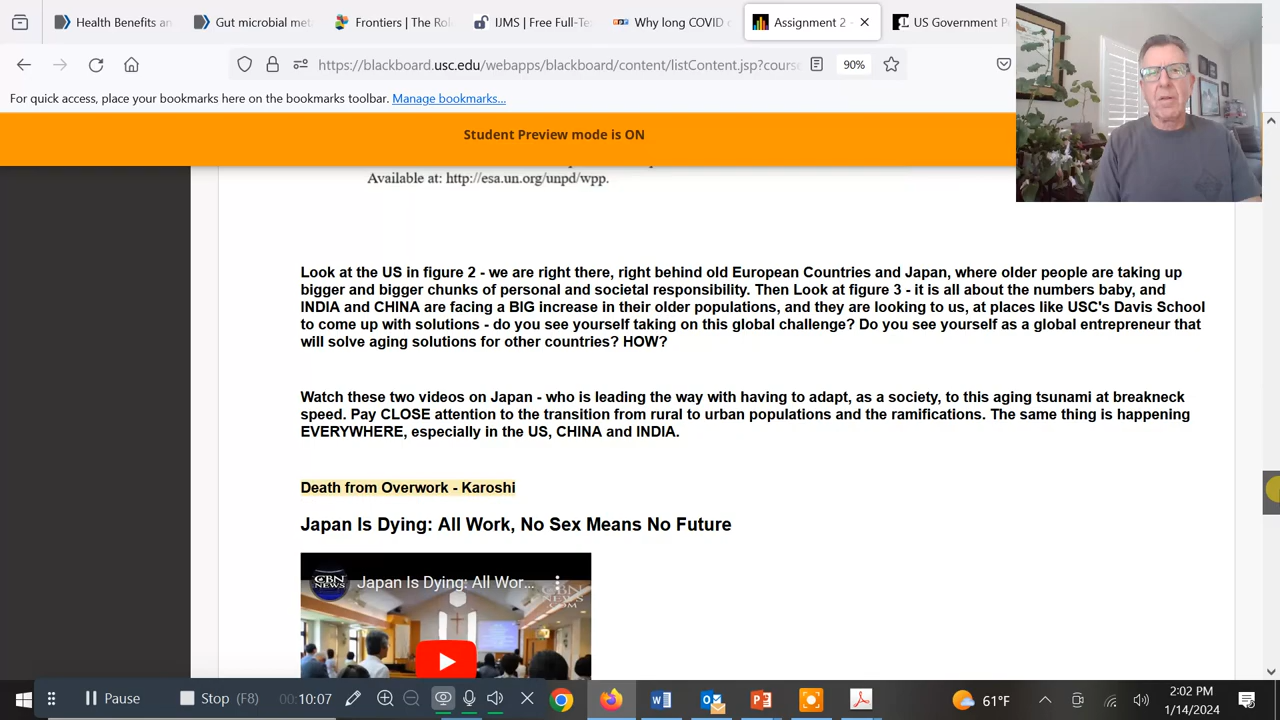 Health Benefits an
Gut microbial met
Frontiers | The Rol
IJMS | Free Full-Te
Why long COVID c
Assignment 2
US Government P
https://blackboard.usc.edu/webapps/blackboard/content/listContent.jsp?cours
90%
For quick access, place your bookmarks here on the bookmarks toolbar. Manage bookmarks...
Student Preview mode is ON
Available at: http://esa.un.org/unpd/wpp.
Look at the US in figure 2 - we are right there, right behind old European Countries and Japan, where older people are taking up
bigger and bigger chunks of personal and societal responsibility. Then Look at figure 3 - it is all about the numbers baby, and
INDIA and CHINA are facing a BIG increase in their older populations, and they are looking to us, at places like USC's Davis School
to come up with solutions - do you see yourself taking on this global challenge? Do you see yourself as a global entrepreneur that
will solve aging solutions for other countries? HOW?
Watch these two videos on Japan - who is leading the way with having to adapt, as a society, to this aging tsunami at breakneck
speed. Pay CLOSE attention to the transition from rural to urban populations and the ramifications. The same thing is happening
EVERYWHERE, especially in the US, CHINA and INDIA.
Death from Overwork - Karoshi
Japan Is Dying: All Work, No Sex Means No Future
CBN
NEWS
Japan Is Dying: All Wor...
CBN
NEWS
.COM
Pause
Stop (F8)
00:10:07
61°F
2:02 PM
1/14/2024